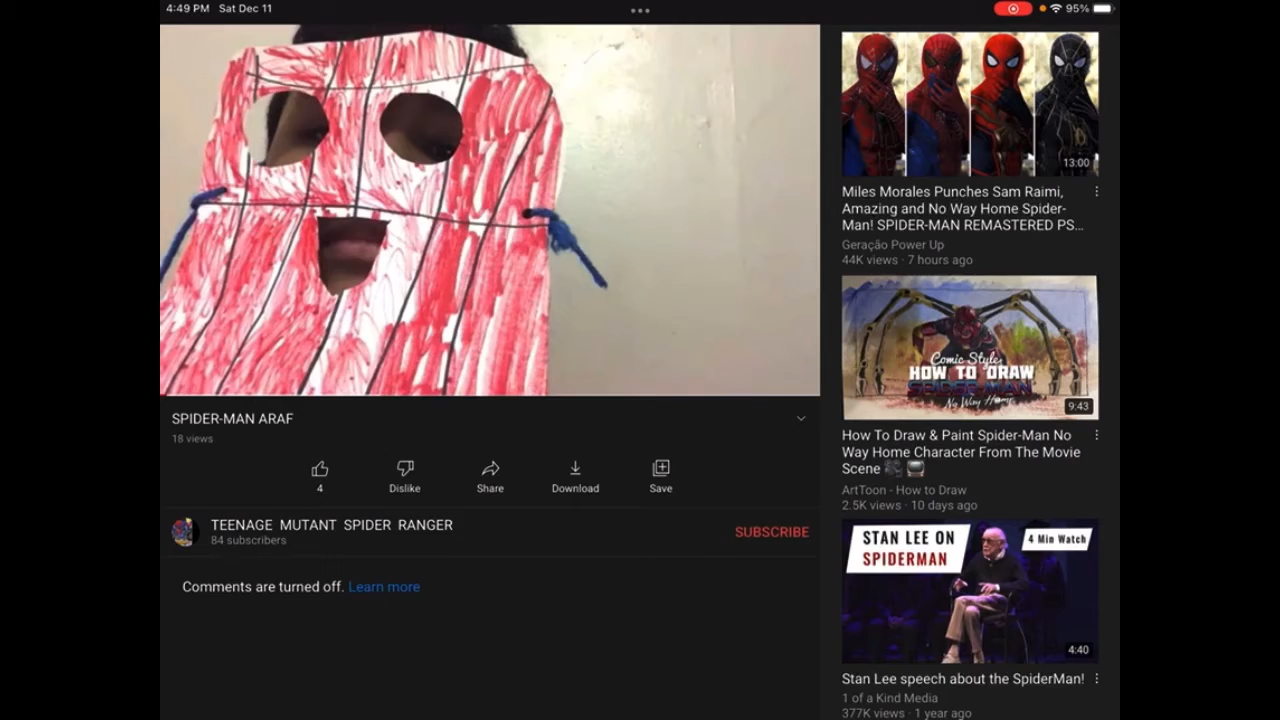 4:49 PM Sat Dec 11
95%
SPIDER-MAN ARAF
18 views
4
Dislike
Share
Download
Save
TEENAGE MUTANT SPIDER RANGER
84 subscribers
SUBSCRIBE
Comments are turned off. Learn more
13:00
Miles Morales Punches Sam Raimi,
Amazing and No Way Home Spider-
Man! SPIDER-MAN REMASTERED PS...
Geração Power Up
44K views · 7 hours ago
Comic Style
HOW TO DRAW
SPIDER-MAN
No Way Home
9:43
How To Draw & Paint Spider-Man No
Way Home Character From The Movie
Scene
ArtToon - How to Draw
2.5K views · 10 days ago
STAN LEE ON
SPIDERMAN
4 Min Watch
4:40
Stan Lee speech about the SpiderMan!
1 of a Kind Media
377K views · 1 year ago